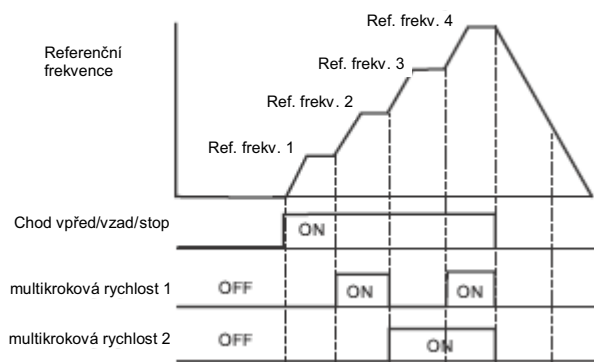 Ref. frekv. 4
Referenční
frekvence
Ref. frekv. 3
Ref. frekv. 2
Ref. frekv. 1
Chod vpřed/vzad/stop
ON
multikroková rychlost 1
OFF
ON
ON
multikroková rychlost 2
OFF
ON